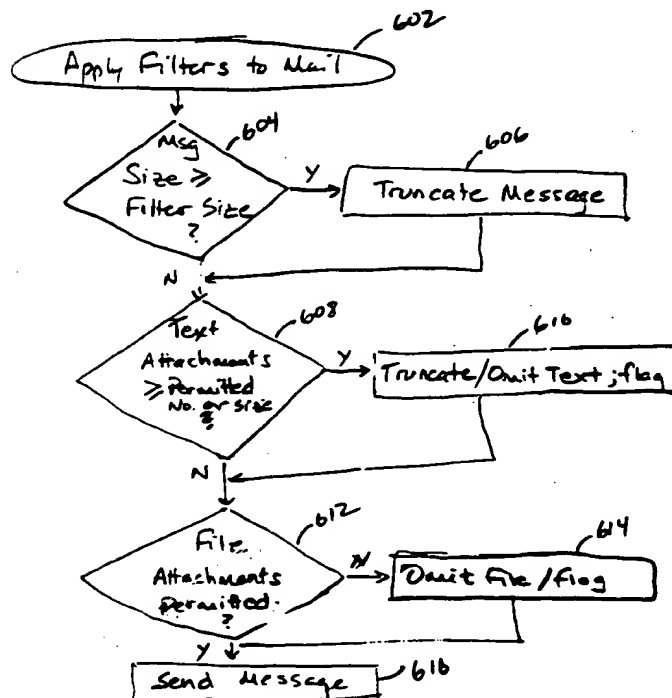 602
Apply Filters to Mail
604
Msg
Size ≥
Filter Size
?
Y
606
Truncate Message
N
608
Text
Attachments
≥ Permitted
No. or Size
?
Y
610
Truncate/Omit Text; flag
N
612
File
Attachments
Permitted
?
N
614
Omit File/flag
Y
Send Message
616